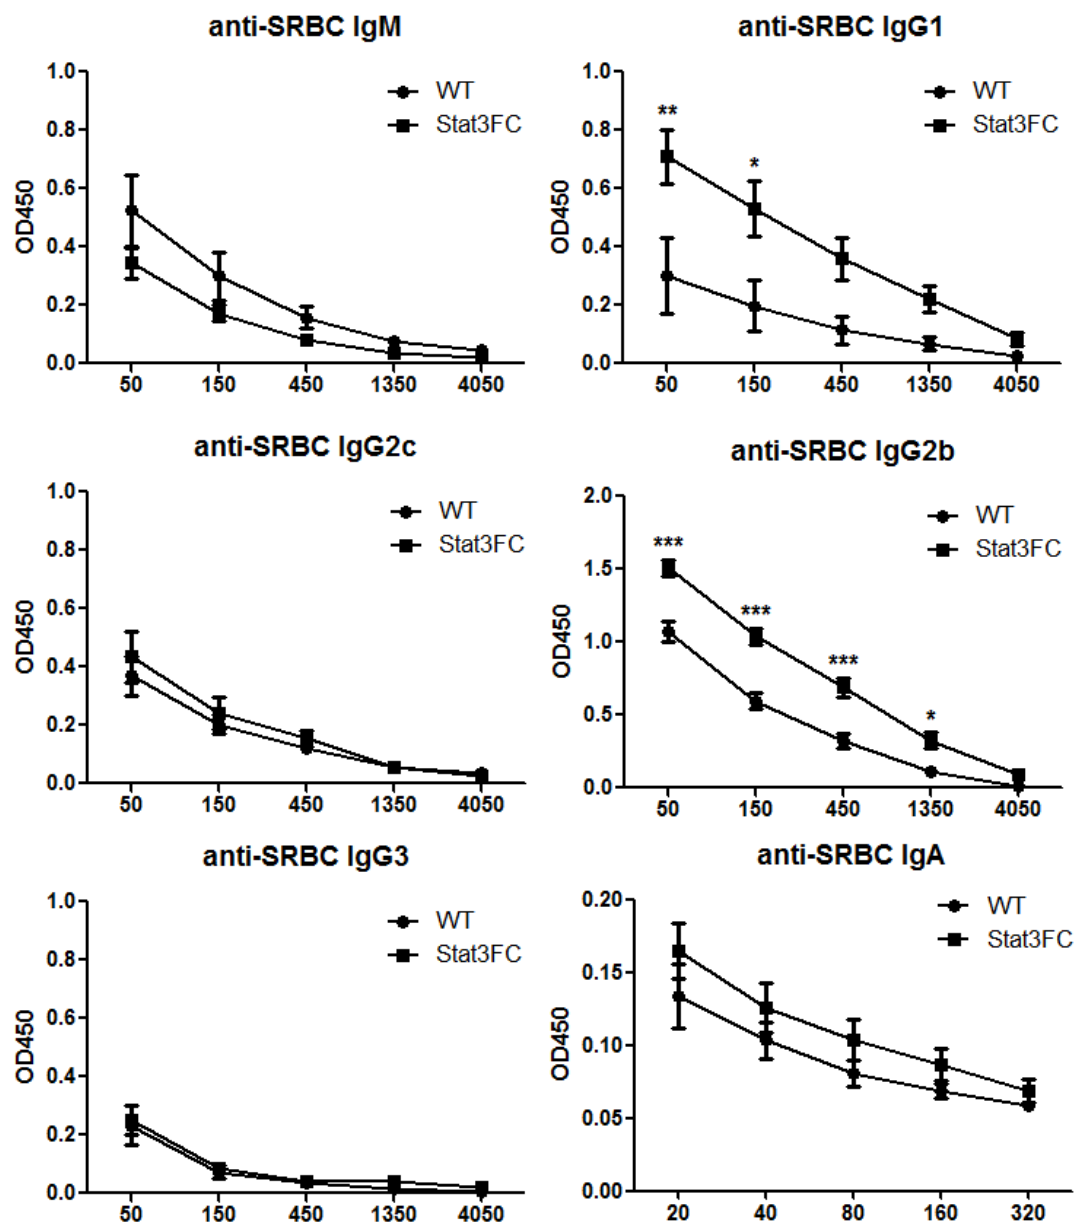 anti-SRBC IgM
WT
Stat3FC
OD450
1.0
0.8
0.6
0.4
0.2
0.0
50 150 450 1350 4050
anti-SRBC IgG1
WT
Stat3FC
OD450
1.0
0.8
0.6
0.4
0.2
0.0
**
*
50 150 450 1350 4050
anti-SRBC IgG2c
WT
Stat3FC
OD450
1.0
0.8
0.6
0.4
0.2
0.0
50 150 450 1350 4050
anti-SRBC IgG2b
WT
Stat3FC
OD450
2.0
1.5
1.0
0.5
0.0
***
***
***
*
50 150 450 1350 4050
anti-SRBC IgG3
WT
Stat3FC
OD450
1.0
0.8
0.6
0.4
0.2
0.0
50 150 450 1350 4050
anti-SRBC IgA
WT
Stat3FC
OD450
0.20
0.15
0.10
0.05
0.00
20 40 80 160 320